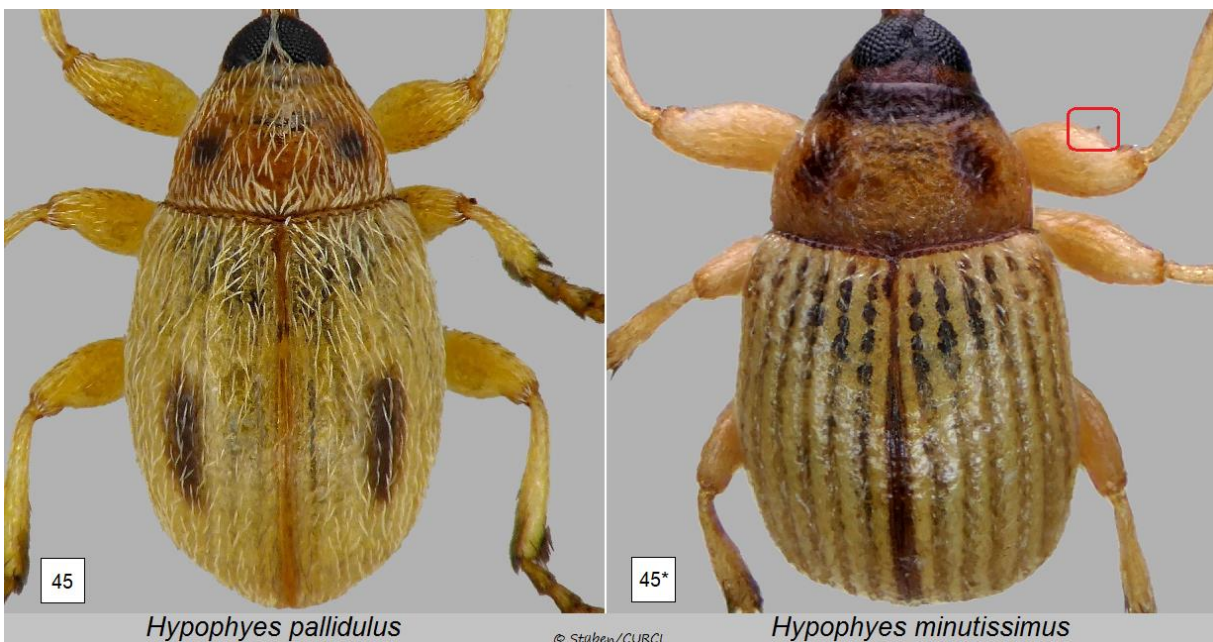 45
45*
Hypophyes pallidulus
© Stüben/CURCI
Hypophyes minutissimus